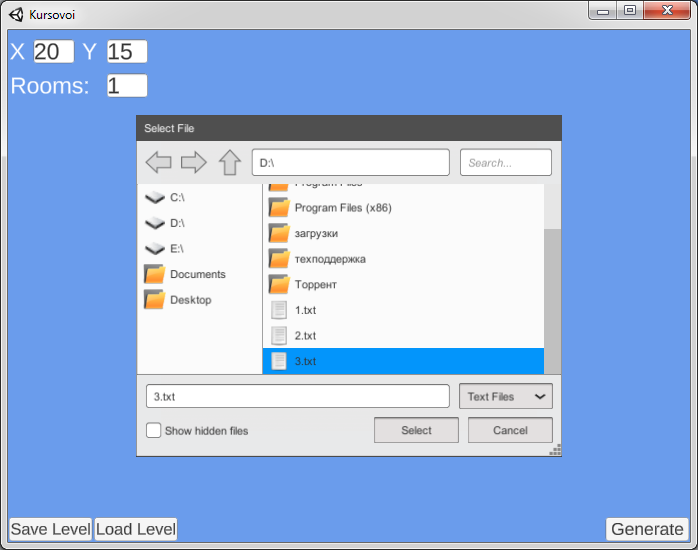 Kursovoi
X 20 Y 15
Rooms: 1
Select File
D:\
Search...
C:\
D:\
E:\
Documents
Desktop
Program Files
Program Files (x86)
загрузки
техподдержка
Торрент
1.txt
2.txt
3.txt
3.txt
Text Files
Show hidden files
Select
Cancel
Save Level
Load Level
Generate